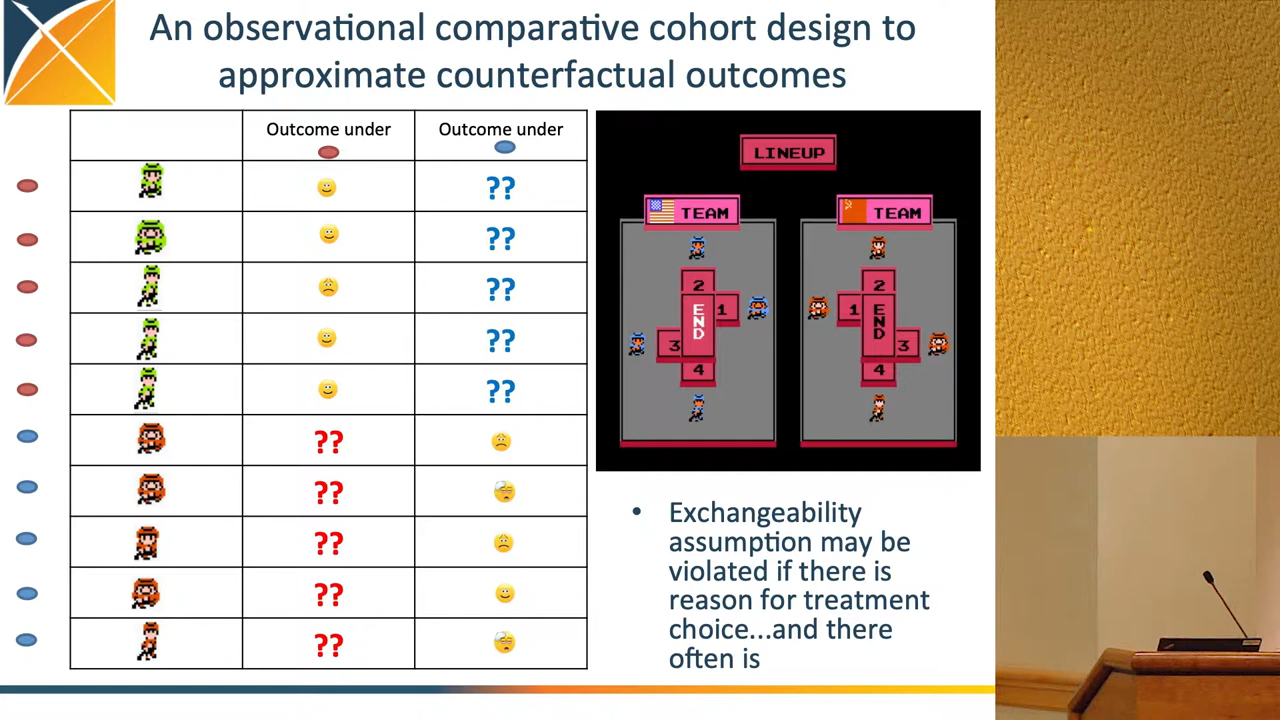 An observational comparative cohort design to
approximate counterfactual outcomes
Outcome under
Outcome under
??
??
??
??
??
??
??
??
??
??
LINEUP
TEAM
TEAM
2
1
END
3
4
2
1
END
3
4
• Exchangeability
assumption may be
violated if there is
reason for treatment
choice...and there
often is